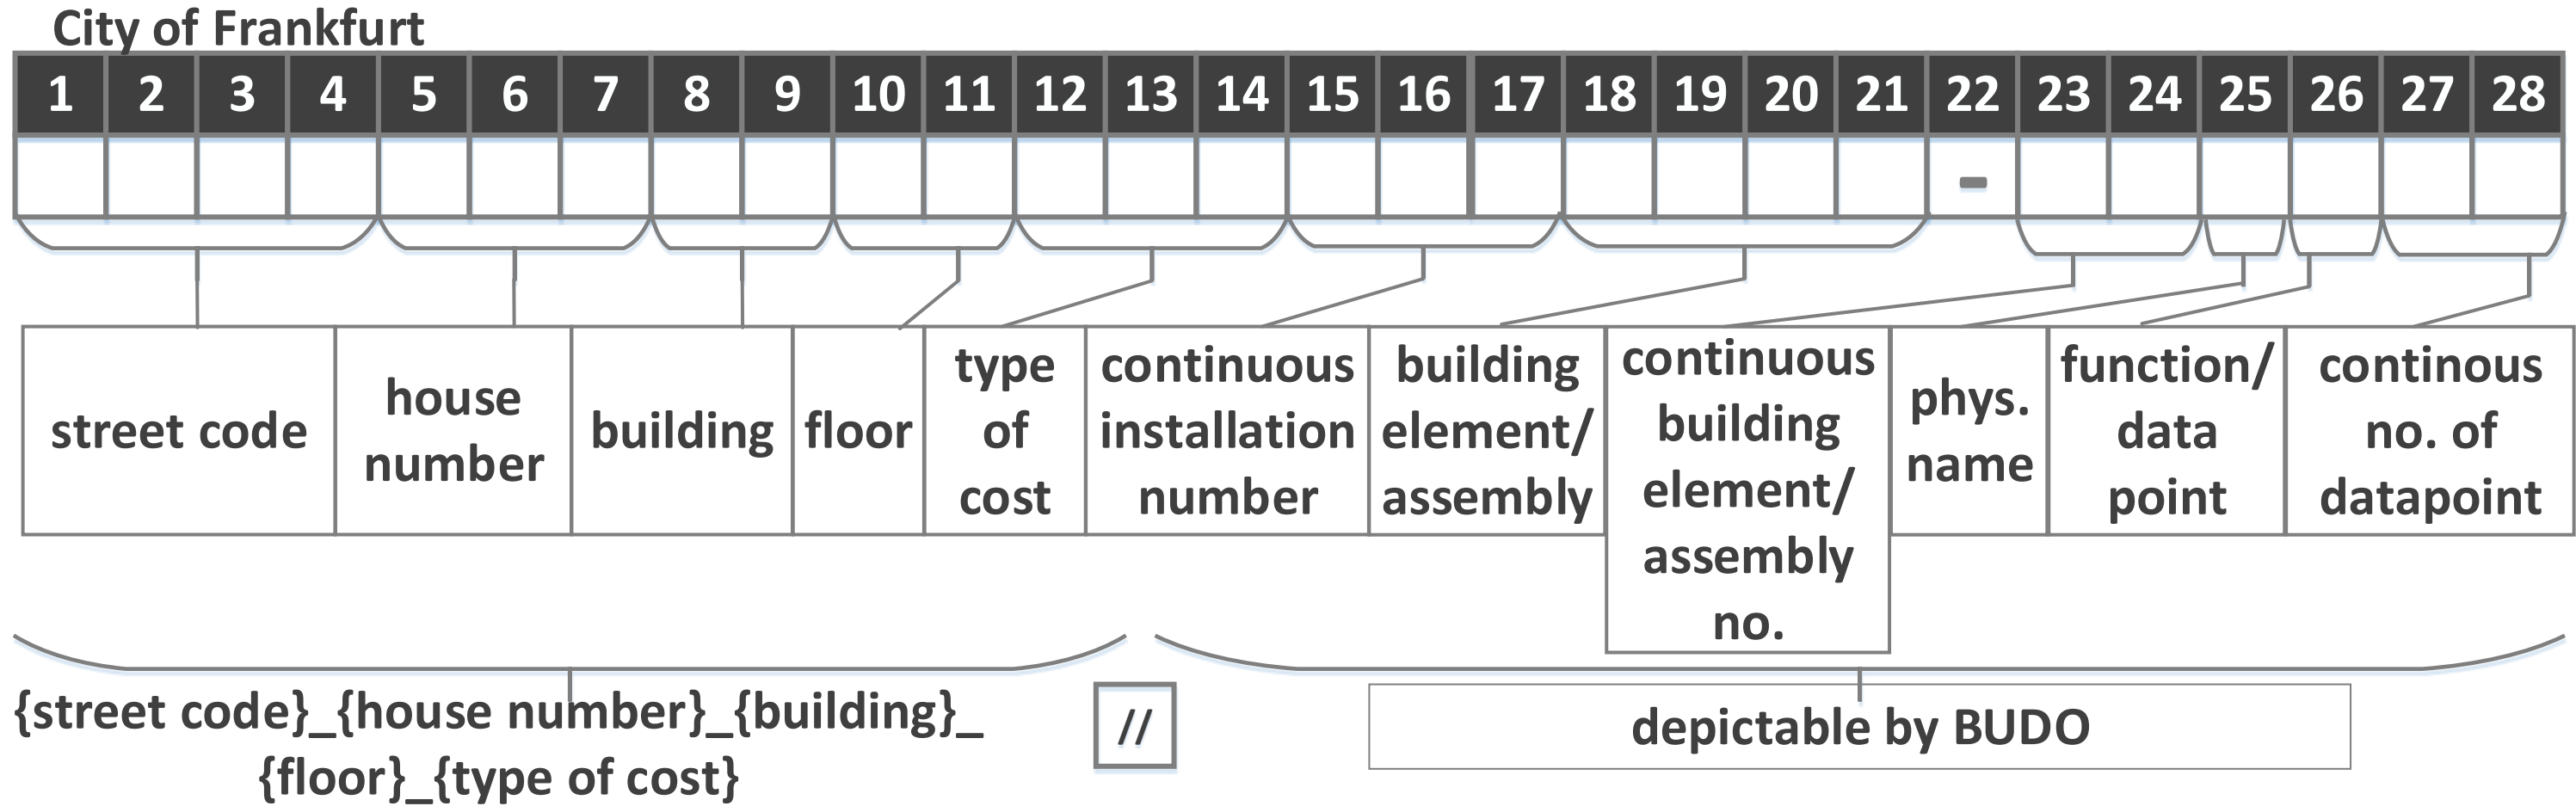 City of Frankfurt
1 2 3 4 5 6 7 8 9 10 11 12 13 14 15 16 17 18 19 20 21 22 23 24 25 26 27 28
-
street code
house
number
building
floor
type
of
cost
continuous
installation
number
building
element/
assembly
continuous
building
element/
assembly
no.
phys.
name
function/
data
point
continous
no. of
datapoint
{street code}_{house number}_{building}_
{floor}_{type of cost}
//
depictable by BUDO